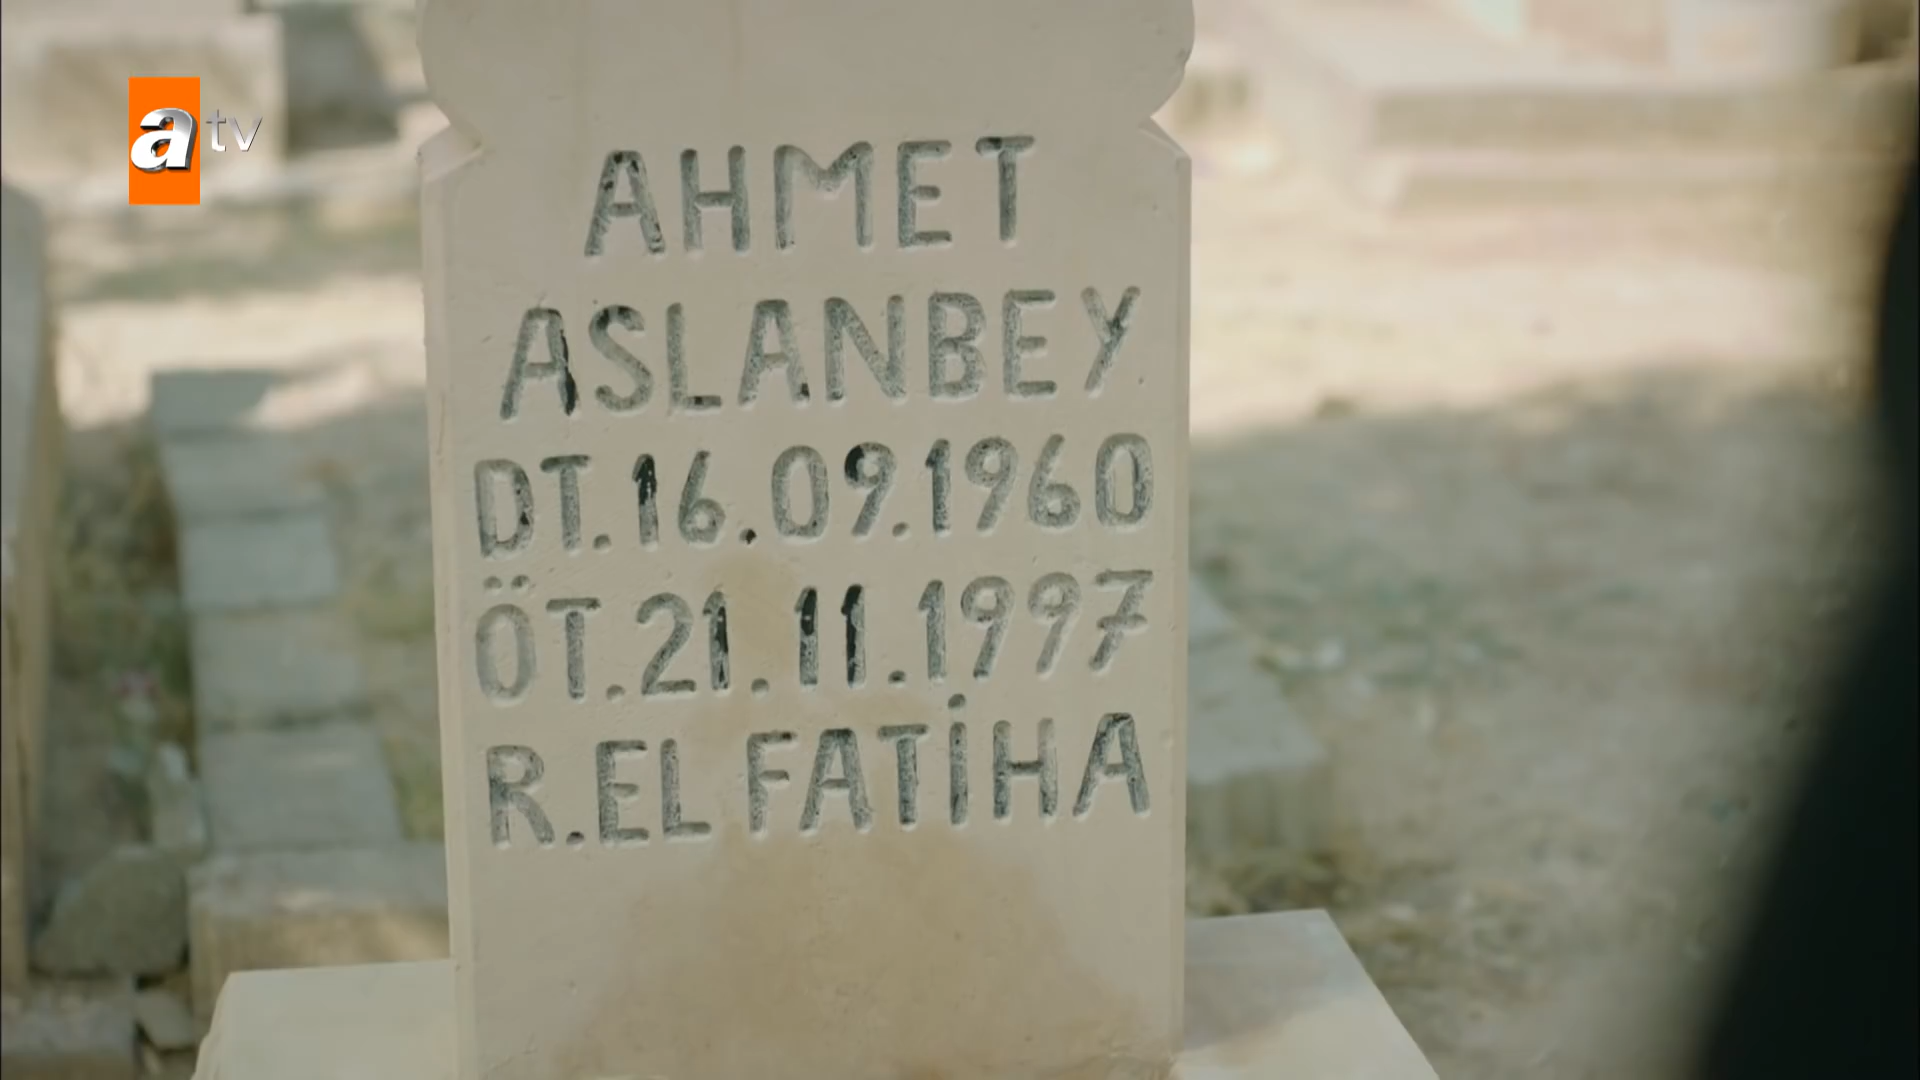 atv
AHMET
ASLANBEY
DT.16.09.1960
ÖT.21.11.1997
R.EL FATİHA